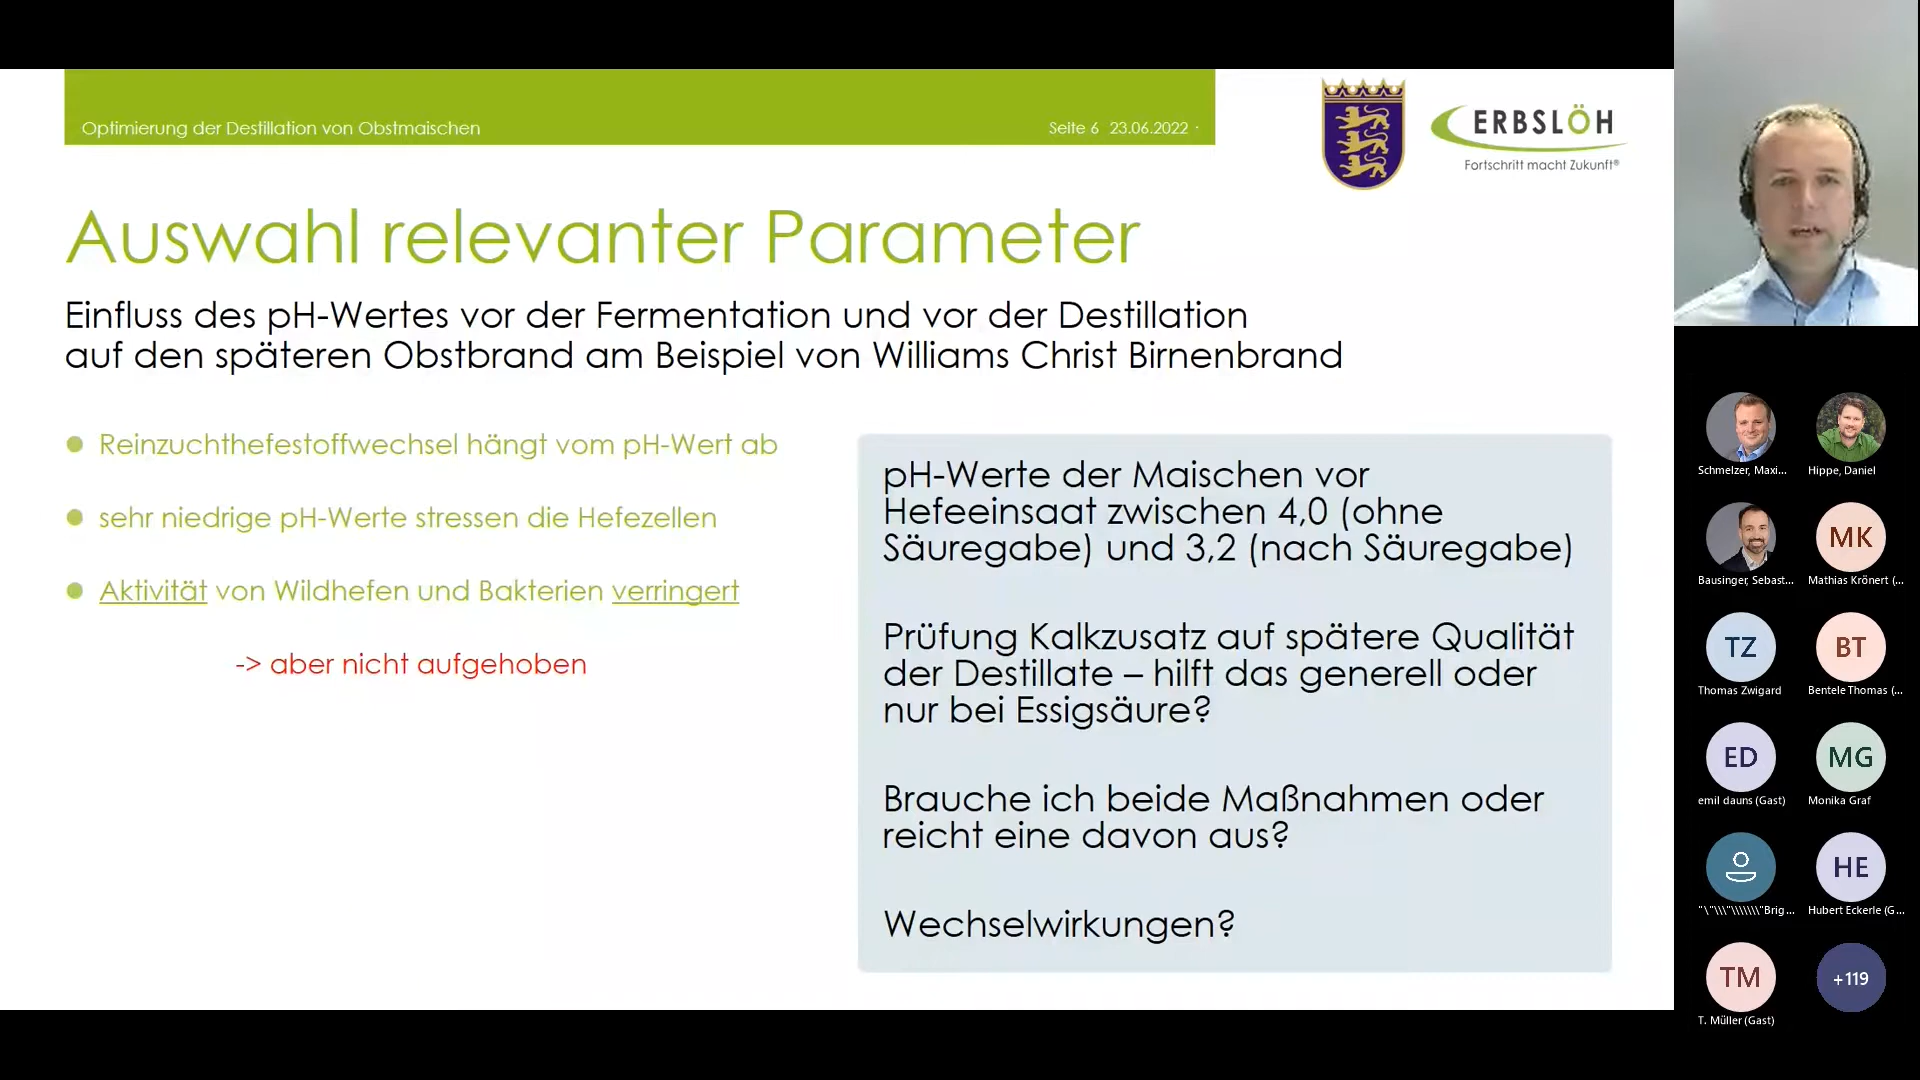 Optimierung der Destillation von Obstmaischen
Seite 6 23.06.2022 ·
ERBSLÖH
Fortschritt macht Zukunft®
Auswahl relevanter Parameter
Einfluss des pH-Wertes vor der Fermentation und vor der Destillation
auf den späteren Obstbrand am Beispiel von Williams Christ Birnenbrand
Reinzuchthefestoffwechsel hängt vom pH-Wert ab
sehr niedrige pH-Werte stressen die Hefezellen
Aktivität von Wildhefen und Bakterien verringert
-> aber nicht aufgehoben
pH-Werte der Maischen vor
Hefeeinsaat zwischen 4,0 (ohne
Säuregabe) und 3,2 (nach Säuregabe)
Prüfung Kalkzusatz auf spätere Qualität
der Destillate – hilft das generell oder
nur bei Essigsäure?
Brauche ich beide Maßnahmen oder
reicht eine davon aus?
Wechselwirkungen?
Schmelzer, Maxi...
Hippe, Daniel
Bausinger, Sebast...
MK
Mathias Krönert (...
TZ
Thomas Zwigard
BT
Bentele Thomas (...
ED
emil dauns (Gast)
MG
Monika Graf
"\"\\\"\\\\\\\"Brig...
HE
Hubert Eckerle (G...
TM
T. Müller (Gast)
+119